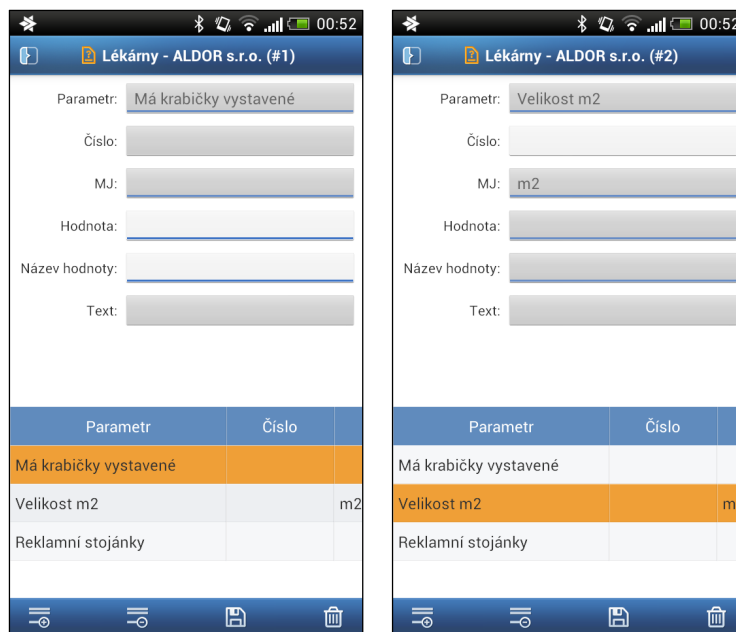 00:52
Lékárny - ALDOR s.r.o. (#1)
Parametr: Má krabičky vystavené
Číslo:
MJ:
Hodnota:
Název hodnoty:
Text:
Parametr Číslo
Má krabičky vystavené
Velikost m2 m2
Reklamní stojánky
00:52
Lékárny - ALDOR s.r.o. (#2)
Parametr: Velikost m2
Číslo:
MJ: m2
Hodnota:
Název hodnoty:
Text:
Parametr Číslo
Má krabičky vystavené
Velikost m2 m
Reklamní stojánky